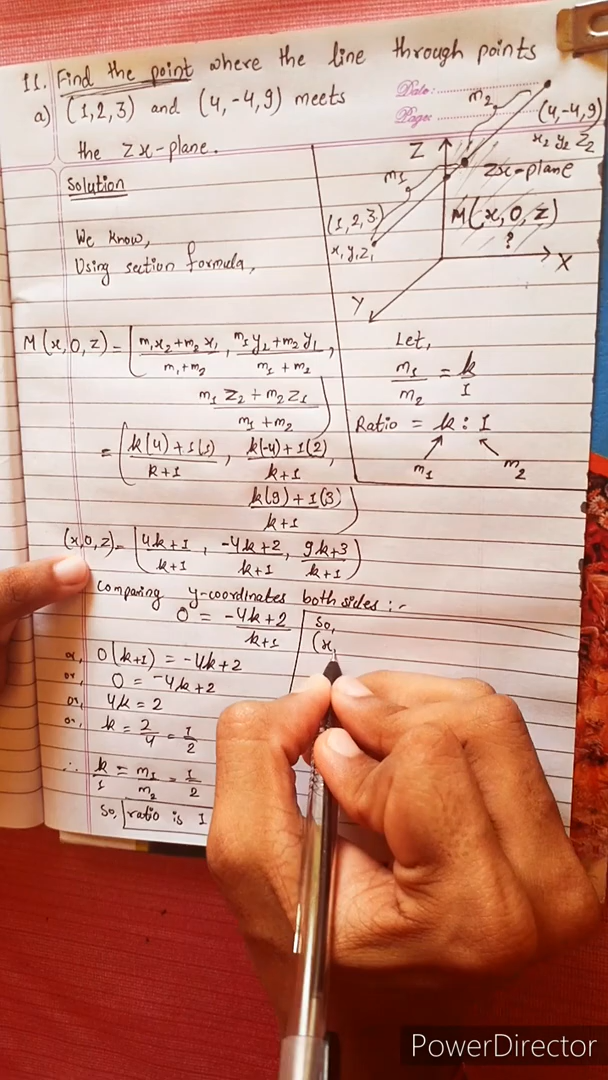 11. Find the point where the line through points
a) (1,2,3) and (4,-4,9) meets
the Zx-plane.
Solution
We know,
Using section formula,
Date:
Page:
m2
(4,-4,9)
x2 y2 Z2
Z
m1
Zx-plane
(1,2,3)
x, y, z,
M(x,0,z)
?
X
Y
M(x,0,z) = (m1x2+m2x1/m1+m2, m1y2+m2y1/m1+m2,
m1 Z2+m2 Z1/m1+m2)
= (k(4)+1(1)/k+1, k(-4)+1(2)/k+1,
k(9)+1(3)/k+1)
(x,0,z) = (4k+1/k+1, -4k+2/k+1, 9k+3/k+1)
Let,
m1/m2 = k/1
Ratio = k : 1
m1 m2
Comparing y-coordinates both sides :-
0 = -4k+2/k+1
or, 0(k+1) = -4k+2
or, 0 = -4k+2
or, 4k = 2
or, k = 2/4 = 1/2
∴ k/1 = m1/m2 = 1/2
So, ratio is 1
So,
(x,
PowerDirector